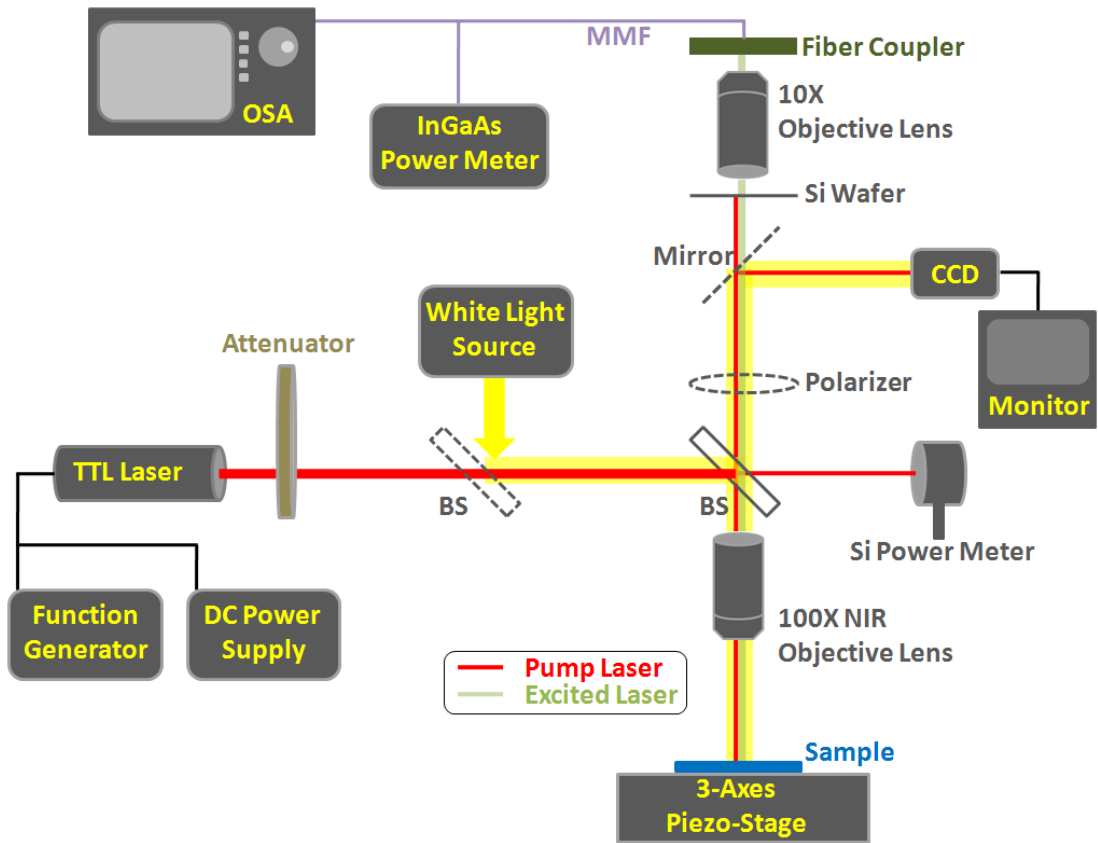 MMF
Fiber Coupler
OSA
InGaAs
Power Meter
10X
Objective Lens
Si Wafer
Mirror
CCD
White Light
Source
Attenuator
Polarizer
Monitor
TTL Laser
BS
BS
Si Power Meter
Function
Generator
DC Power
Supply
100X NIR
Objective Lens
Pump Laser
Excited Laser
Sample
3-Axes
Piezo-Stage